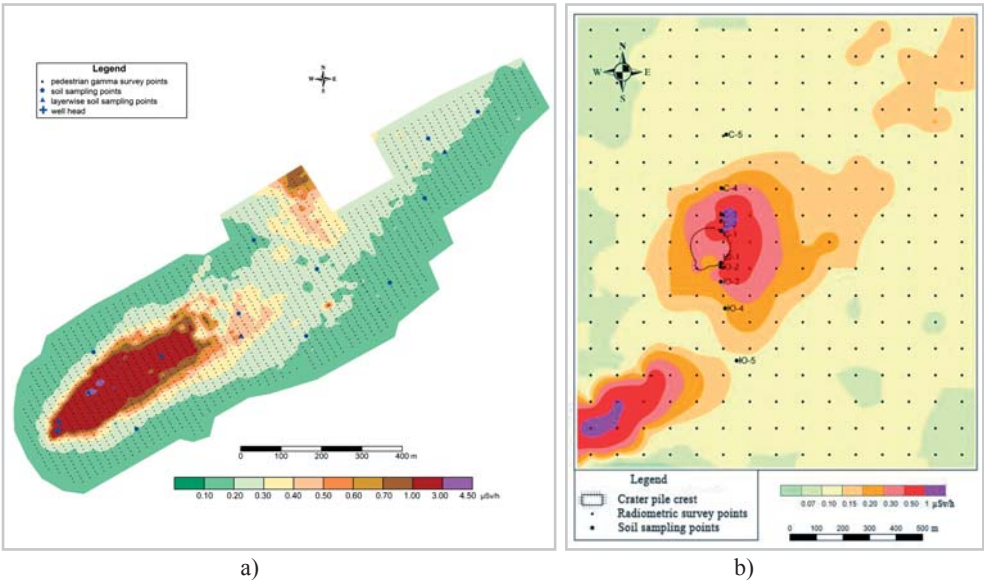 Legend
pedestrian gamma survey points
soil sampling points
layerwise soil sampling points
well head
N
W E
S
0 100 200 300 400 m
0.10 0.20 0.30 0.40 0.50 0.60 0.70 1.00 3.00 4.50 µSv/h
a)
N
W E
S
C-5
C-4
IO-2
IO-3
IO-4
IO-5
Legend
Crater pile crest
Radiometric survey points
Soil sampling points
0.07 0.10 0.15 0.20 0.30 0.50 1 µSv/h
0 100 200 300 400 500 m
b)